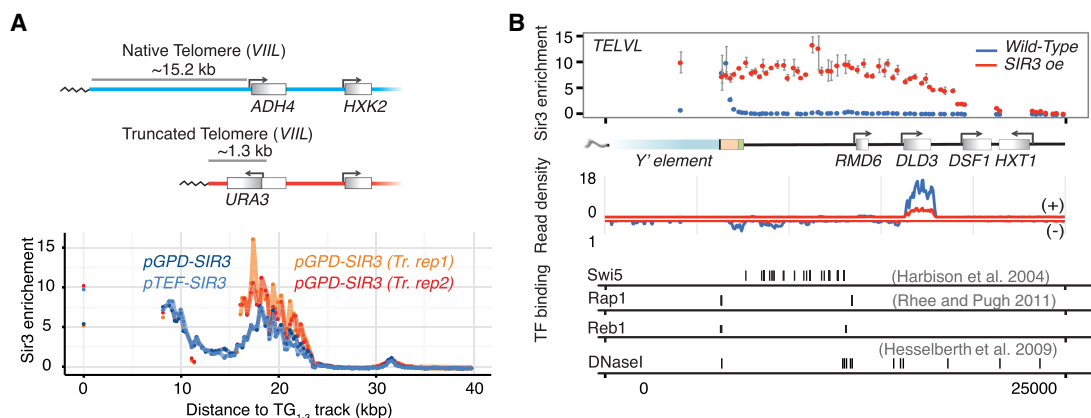 A
Native Telomere (VIIL)
~15.2 kb
ADH4
HXK2
Truncated Telomere (VIIL)
~1.3 kb
URA3
Sir3 enrichment
15
10
5
0
pGPD-SIR3
pTEF-SIR3
pGPD-SIR3 (Tr. rep1)
pGPD-SIR3 (Tr. rep2)
0
10
20
30
40
Distance to TG1-3 track (kbp)
B
Sir3 enrichment
15
10
5
0
TELVL
Wild-Type
SIR3 oe
Y' element
RMD6
DLD3
DSF1
HXT1
Read density
18
0
1
(+)
(-)
TF binding
Swi5
(Harbison et al. 2004)
Rap1
(Rhee and Pugh 2011)
Reb1
(Hesselberth et al. 2009)
DNaseI
0
25000